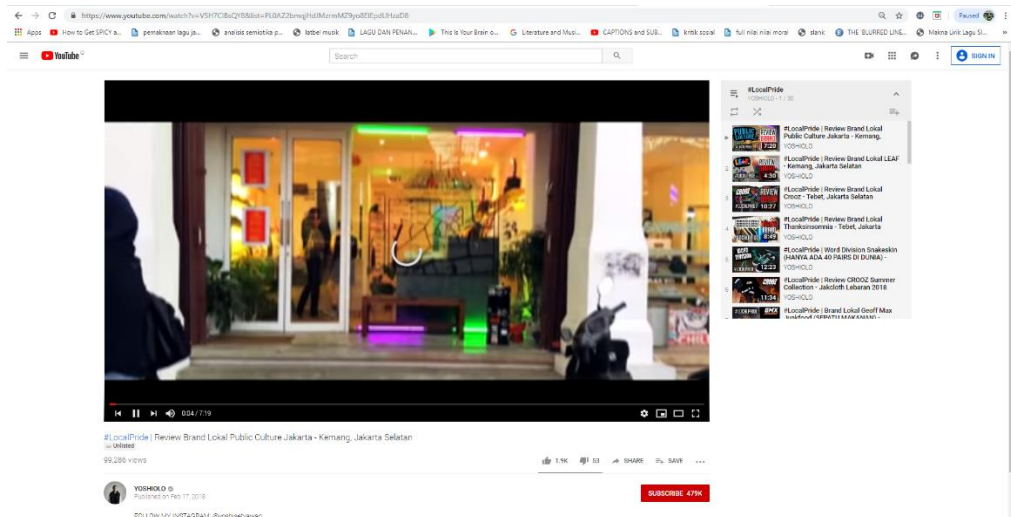 https://www.youtube.com/watch?v=
Paused
Apps
How to Get SPICY a...
pemaknaan lagu ja...
analisis semiotika p...
latbel musik
LAGU DAN PENAN...
This Is Your Brain o...
Literature and Musi...
CAPTIONS and SUB...
kritik sosial
full nilai nilai moral
slank
THE 'BLURRED LINE...
Makna Lirik Lagu Sl...
YouTube
Search
SIGN IN
#LocalPride
YOSHIOLO - 1 / 30
#LocalPride | Review Brand Lokal
Public Culture Jakarta - Kemang,
7:20
#LocalPride | Review Brand Lokal LEAF
- Kemang, Jakarta Selatan
YOSHIOLO
4:30
#LocalPride | Review Brand Lokal
Crooz - Tebet, Jakarta Selatan
YOSHIOLO
10:27
#LocalPride | Review Brand Lokal
Thanksinsomnia - Tebet, Jakarta
YOSHIOLO
8:49
#LocalPride | Word Division Snakeskin
(HANYA ADA 40 PAIRS DI DUNIA) -
YOSHIOLO
12:23
#LocalPride | Review CROOZ Summer
Collection - Jakcloth Lebaran 2018
YOSHIOLO
11:34
#LocalPride | Brand Lokal Geoff Max
0:04 / 7:19
#LocalPride | Review Brand Lokal Public Culture Jakarta - Kemang, Jakarta Selatan
Unlisted
99,286 views
1.9K
53
SHARE
SAVE
YOSHIOLO
Published on Feb 17, 2018
SUBSCRIBE 479K
FOLLOW MY INSTAGRAM